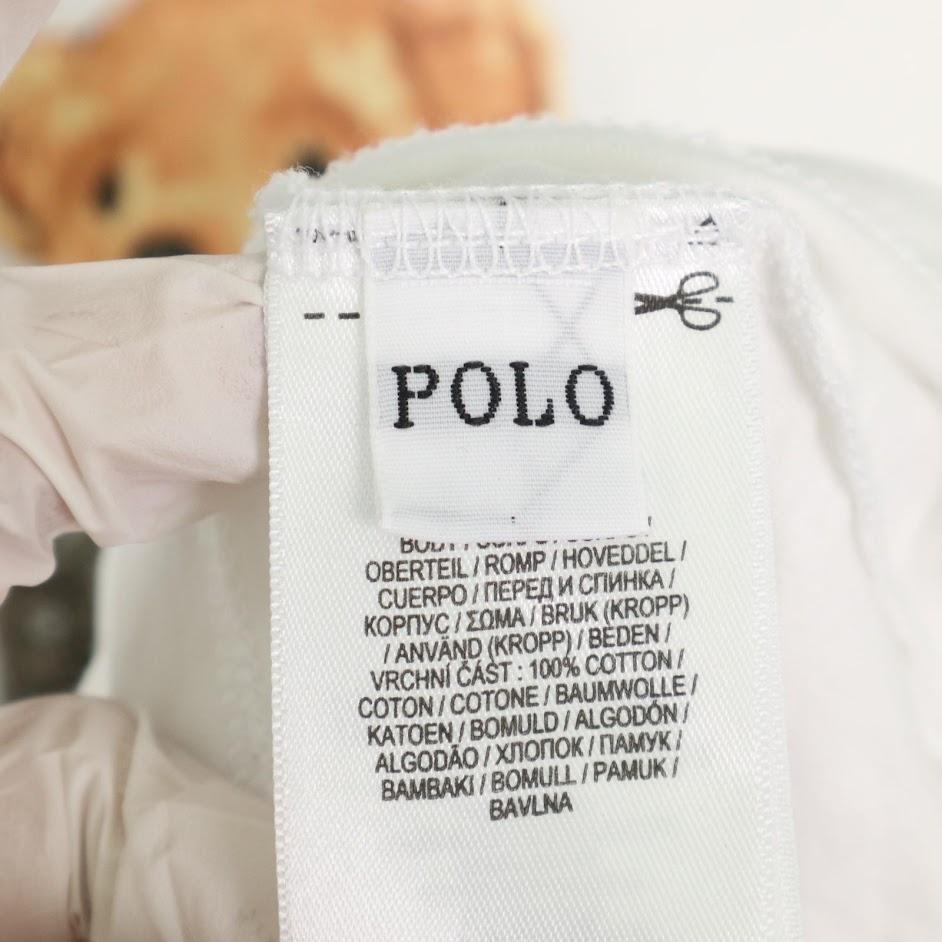 POLO
OBERTEIL / ROMP / HOVEDDEL /
CUERPO / ПЕРЕД И СПИНКА /
КОРПУС / ΣΩΜΑ / BRUK (KROPP)
/ ANVÄND (KROPP) / BEDEN /
VRCHNÍ ČÁST : 100% COTTON /
COTON / COTONE / BAUMWOLLE /
KATOEN / BOMULD / ALGODÓN /
ALGODÃO / ХЛОПОК / ПАМУК /
BAMBAKI / BOMULL / PAMUK /
BAVLNA